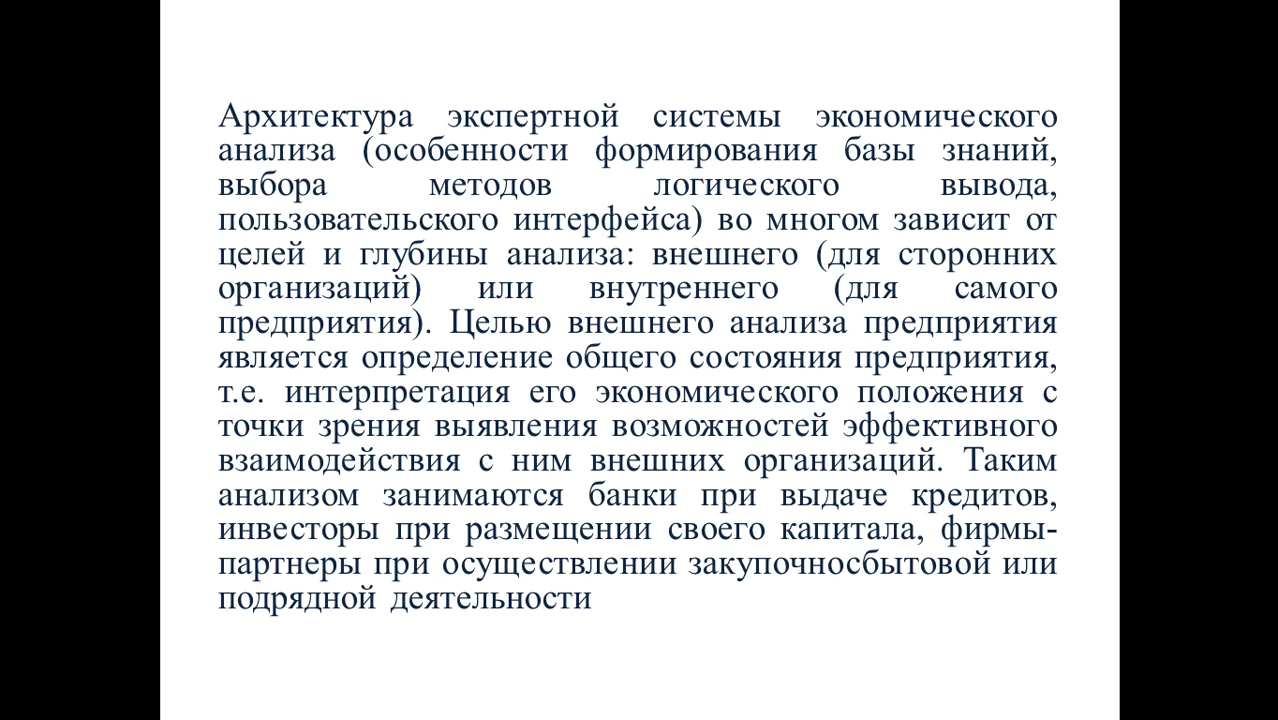 Архитектура экспертной системы экономического
анализа (особенности формирования базы знаний,
выбора методов логического вывода,
пользовательского интерфейса) во многом зависит от
целей и глубины анализа: внешнего (для сторонних
организаций) или внутреннего (для самого
предприятия). Целью внешнего анализа предприятия
является определение общего состояния предприятия,
т.е. интерпретация его экономического положения с
точки зрения выявления возможностей эффективного
взаимодействия с ним внешних организаций. Таким
анализом занимаются банки при выдаче кредитов,
инвесторы при размещении своего капитала, фирмы-
партнеры при осуществлении закупочносбытовой или
подрядной деятельности